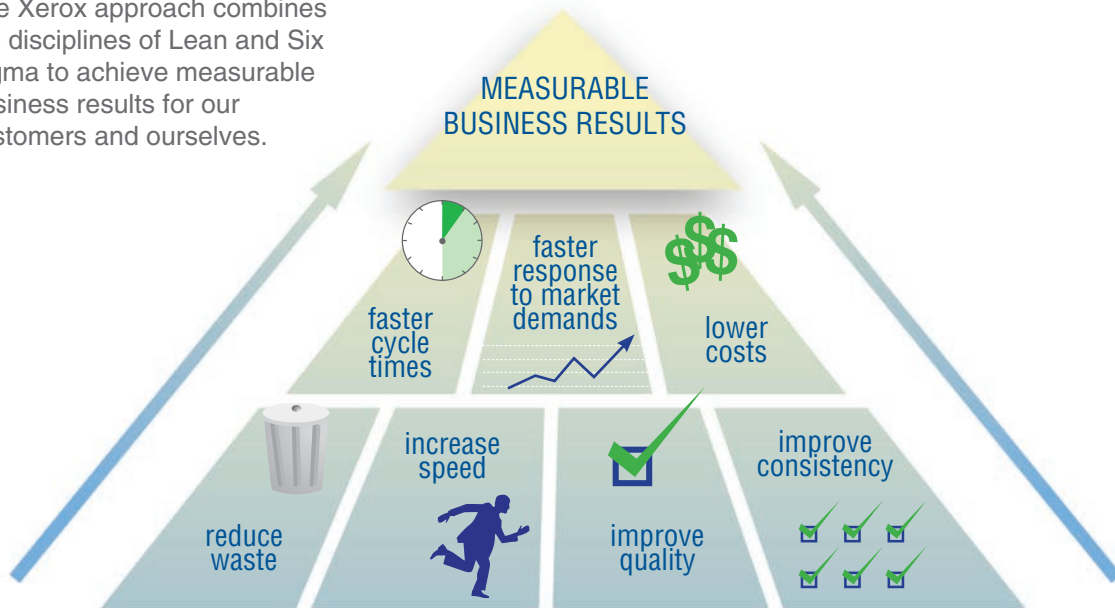 e Xerox approach combines
disciplines of Lean and Six
gma to achieve measurable
siness results for our
stomers and ourselves.
MEASURABLE
BUSINESS RESULTS
faster
cycle
times
faster
response
to market
demands
$$$
lower
costs
reduce
waste
increase
speed
improve
quality
improve
consistency